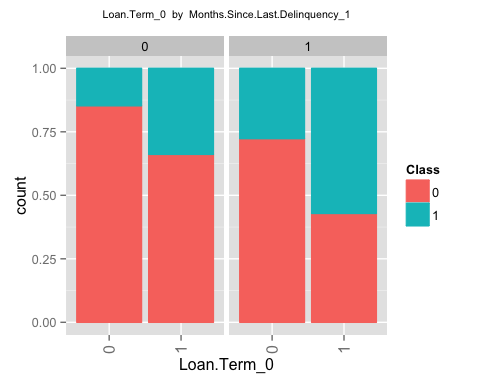 Loan.Term_0 by Months.Since.Last.Delinquency_1
0 1
1.00
0.75
0.50
0.25
0.00
count
0 1 0 1
Loan.Term_0
Class
0
1